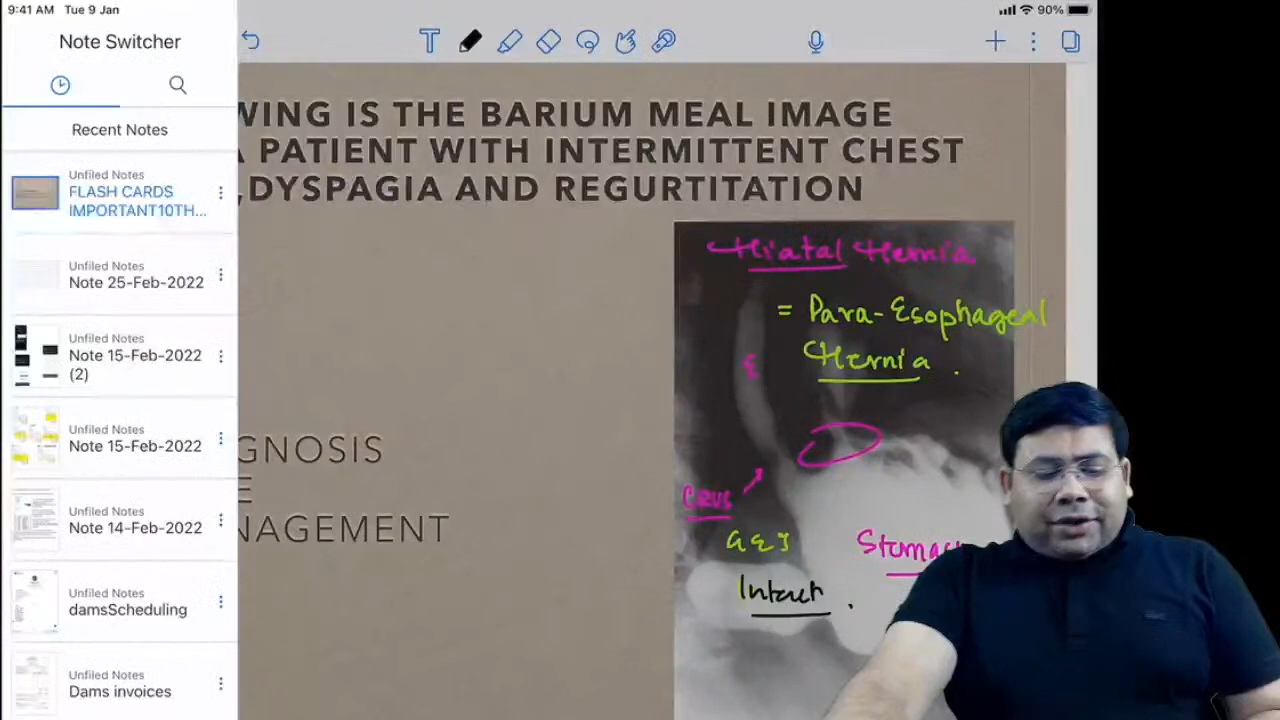 9:41 AM Tue 9 Jan
90%
Note Switcher
Recent Notes
Unfiled Notes
FLASH CARDS
IMPORTANT10TH...
Unfiled Notes
Note 25-Feb-2022
Unfiled Notes
Note 15-Feb-2022
(2)
Unfiled Notes
Note 15-Feb-2022
Unfiled Notes
Note 14-Feb-2022
Unfiled Notes
damsScheduling
Unfiled Notes
Dams invoices
WING IS THE BARIUM MEAL IMAGE
PATIENT WITH INTERMITTENT CHEST
,DYSPAGIA AND REGURTITATION
GNOSIS
E
NAGEMENT
Hiatal Hernia
= Para-Esophageal
Hernia .
E
CRUS
GEJ
Intact .
Stomac